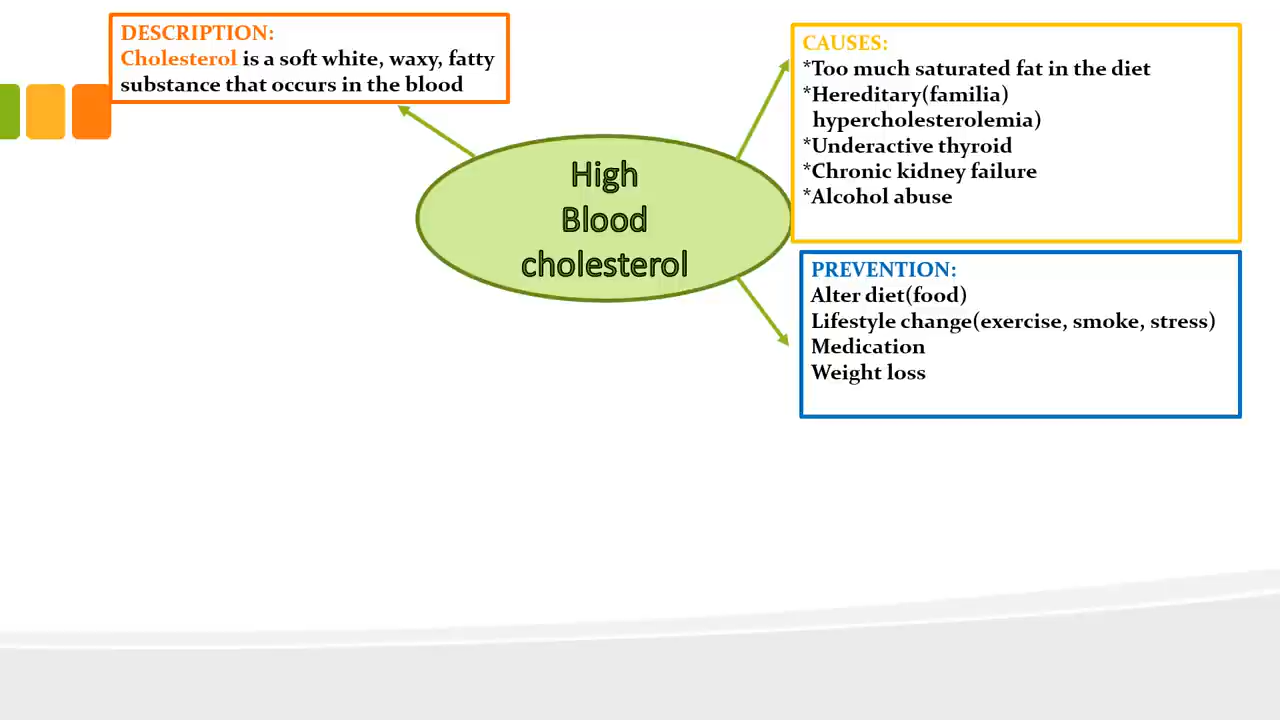 DESCRIPTION:
Cholesterol is a soft white, waxy, fatty
substance that occurs in the blood
High
Blood
cholesterol
CAUSES:
*Too much saturated fat in the diet
*Hereditary(familia)
hypercholesterolemia)
*Underactive thyroid
*Chronic kidney failure
*Alcohol abuse
PREVENTION:
Alter diet(food)
Lifestyle change(exercise, smoke, stress)
Medication
Weight loss